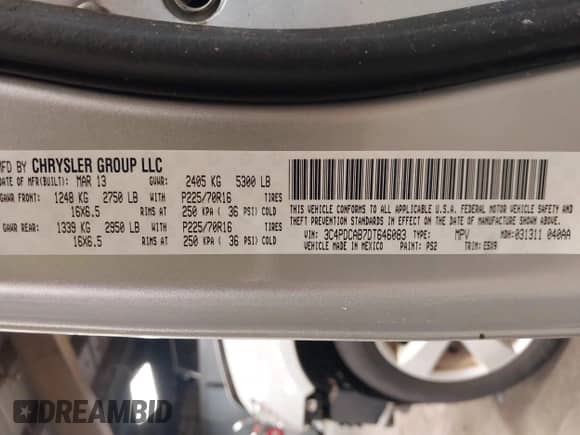 MFD BY CHRYSLER GROUP LLC
DATE OF MFR(BUILT): MAR 13 GVWR: 2405 KG 5300 LB
GAWR FRONT: 1248 KG 2750 LB WITH P225/70R16 TIRES
16X6.5 RIMS AT 250 KPA ( 36 PSI) COLD
GAWR REAR: 1339 KG 2950 LB WITH P225/70R16 TIRES
16X6.5 RIMS AT 250 KPA ( 36 PSI) COLD
THIS VEHICLE CONFORMS TO ALL APPLICABLE U.S.A. FEDERAL MOTOR VEHICLE SAFETY AND
THEFT PREVENTION STANDARDS IN EFFECT ON THE DATE OF MANUFACTURE SHOWN ABOVE.
VIN: 3C4PDCAB7DT646083 TYPE: MPV MDH:031311 040AA
VEHICLE MADE IN MEXICO PAINT: PS2 TRIM: E5X9
DREAMBID